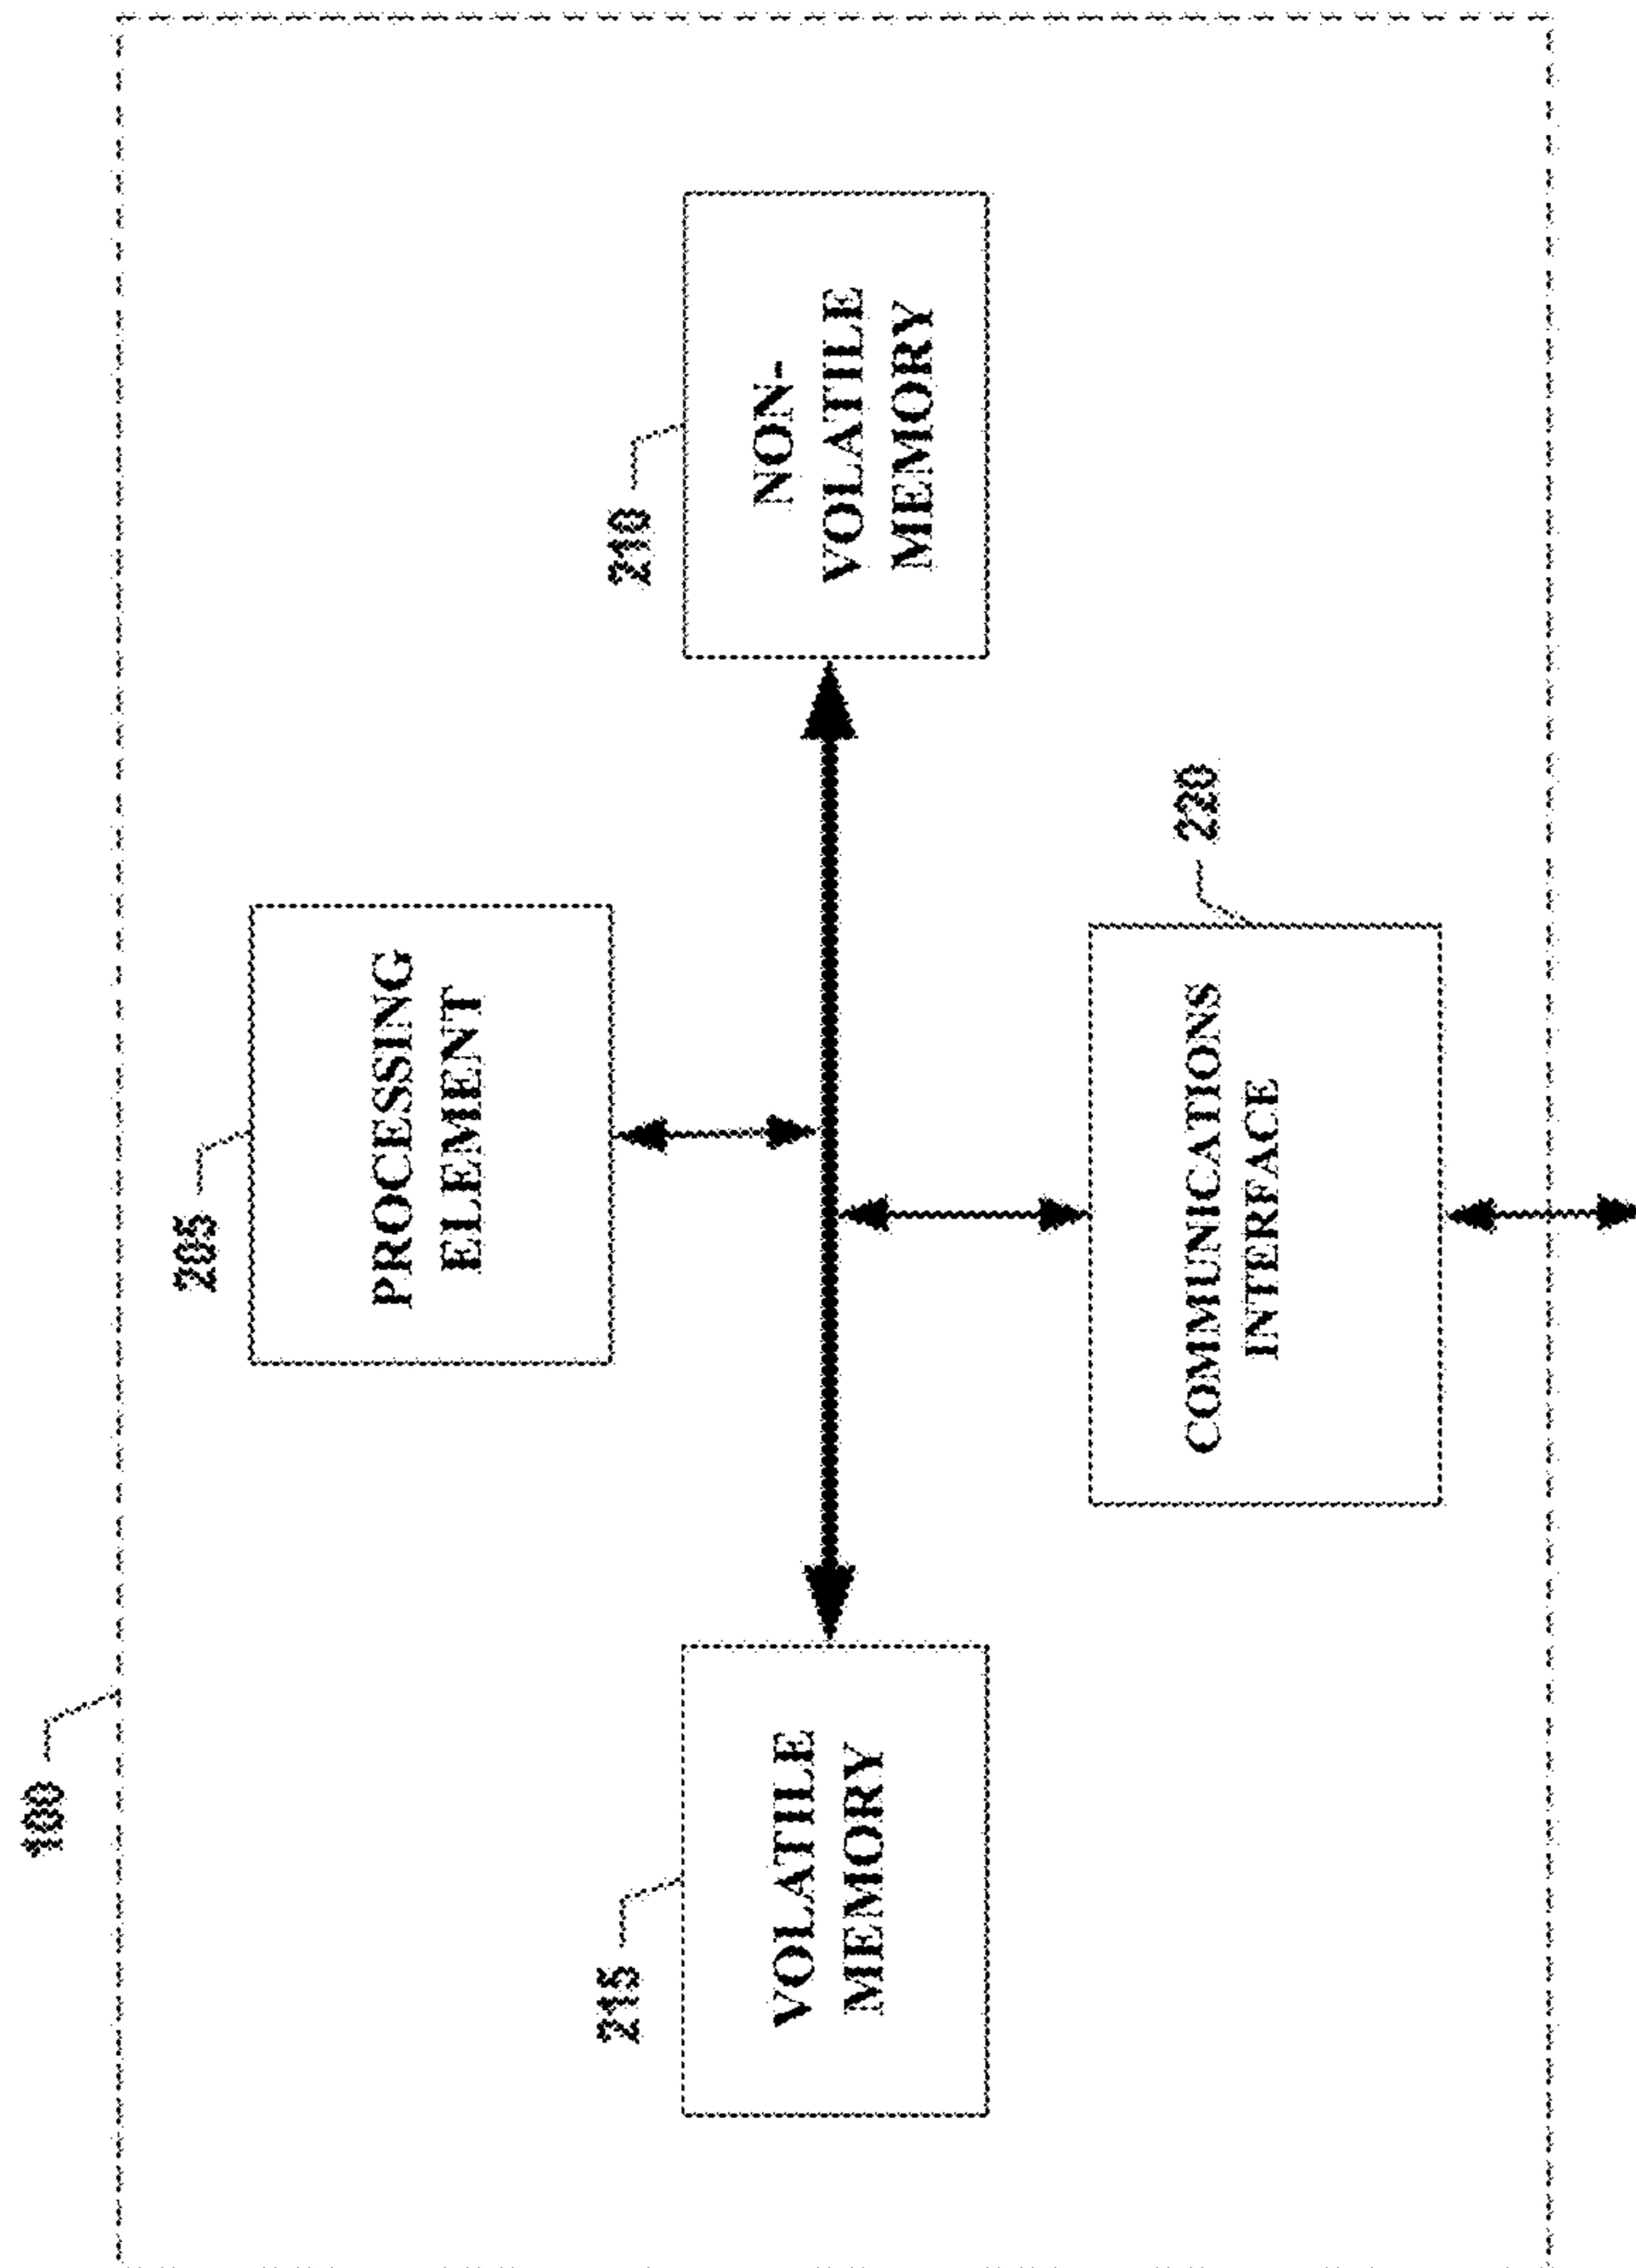 100
205
PROCESSING
ELEMENT
215
VOLATILE
MEMORY
210
NON-
VOLATILE
MEMORY
220
COMMUNICATIONS
INTERFACE